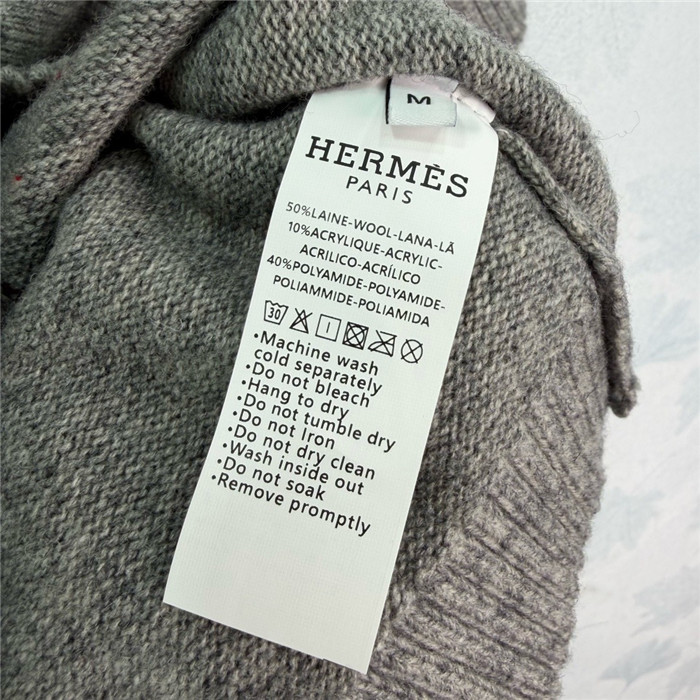 M
HERMÈS
PARIS
50%LAINE-WOOL-LANA-LÃ
10%ACRYLIQUE-ACRYLIC-
ACRILICO-ACRÍLICO
40%POLYAMIDE-POLYAMIDE-
POLIAMMIDE-POLIAMIDA
30
•Machine wash
cold separately
•Do not bleach
•Hang to dry
•Do not tumble dry
•Do not Iron
•Do not dry clean
•Wash inside out
•Do not soak
•Remove promptly